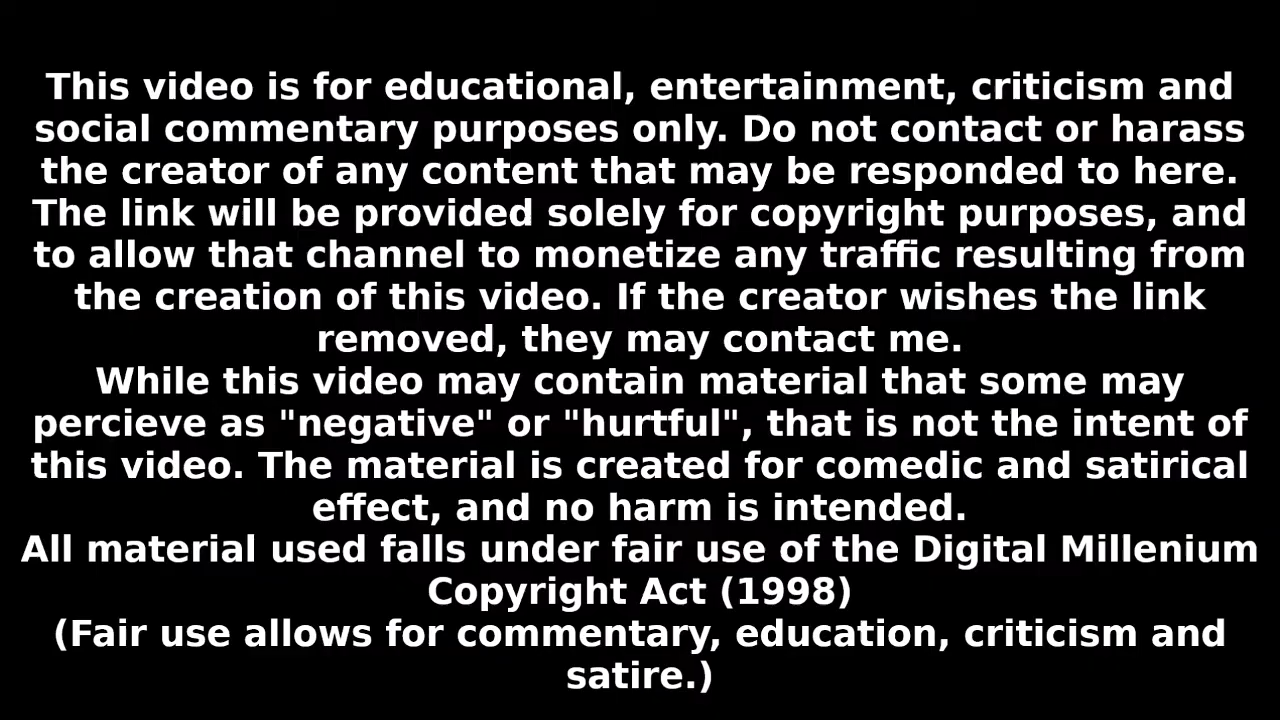 This video is for educational, entertainment, criticism and
social commentary purposes only. Do not contact or harass
the creator of any content that may be responded to here.
The link will be provided solely for copyright purposes, and
to allow that channel to monetize any traffic resulting from
the creation of this video. If the creator wishes the link
removed, they may contact me.
While this video may contain material that some may
percieve as "negative" or "hurtful", that is not the intent of
this video. The material is created for comedic and satirical
effect, and no harm is intended.
All material used falls under fair use of the Digital Millenium
Copyright Act (1998)
(Fair use allows for commentary, education, criticism and
satire.)